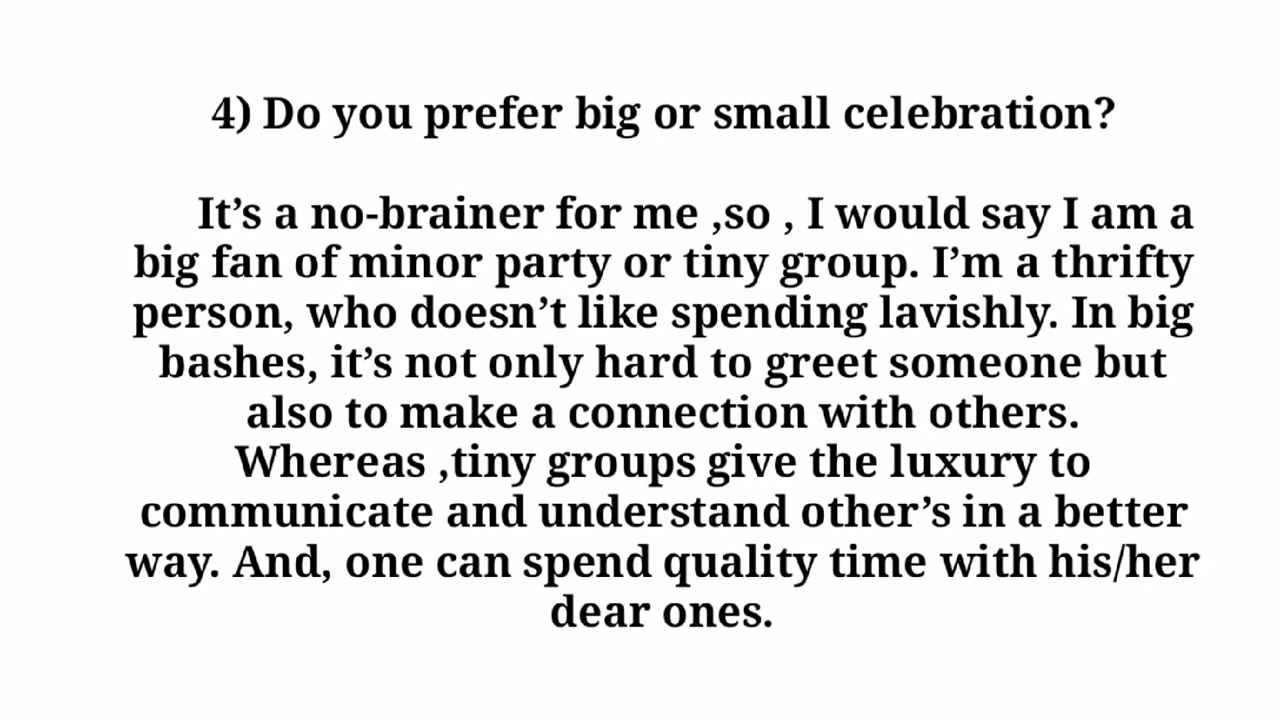 4) Do you prefer big or small celebration?
It’s a no-brainer for me ,so , I would say I am a
big fan of minor party or tiny group. I’m a thrifty
person, who doesn’t like spending lavishly. In big
bashes, it’s not only hard to greet someone but
also to make a connection with others.
Whereas ,tiny groups give the luxury to
communicate and understand other’s in a better
way. And, one can spend quality time with his/her
dear ones.